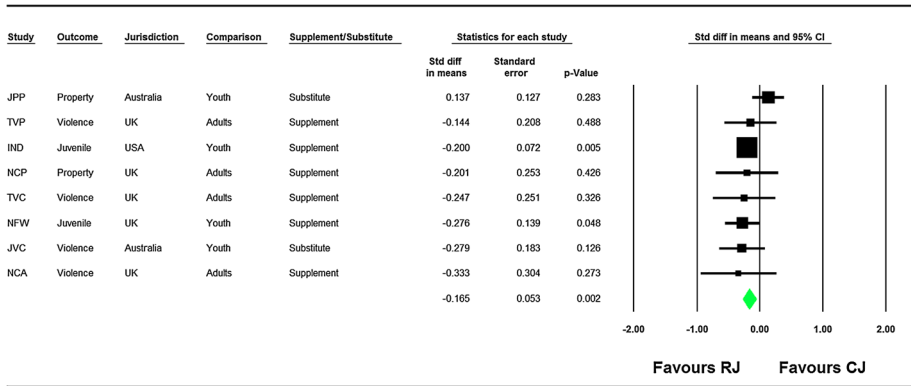 Study Outcome Jurisdiction Comparison Supplement/Substitute Statistics for each study Std diff in means and 95% CI
Std diff in means Standard error p-Value
JPP Property Australia Youth Substitute 0.137 0.127 0.283
TVP Violence UK Adults Supplement -0.144 0.208 0.488
IND Juvenile USA Youth Supplement -0.200 0.072 0.005
NCP Property UK Adults Supplement -0.201 0.253 0.426
TVC Violence UK Adults Supplement -0.247 0.251 0.326
NFW Juvenile UK Youth Supplement -0.276 0.139 0.048
JVC Violence Australia Youth Substitute -0.279 0.183 0.126
NCA Violence UK Adults Supplement -0.333 0.304 0.273
-0.165 0.053 0.002
-2.00 -1.00 0.00 1.00 2.00
Favours RJ Favours CJ